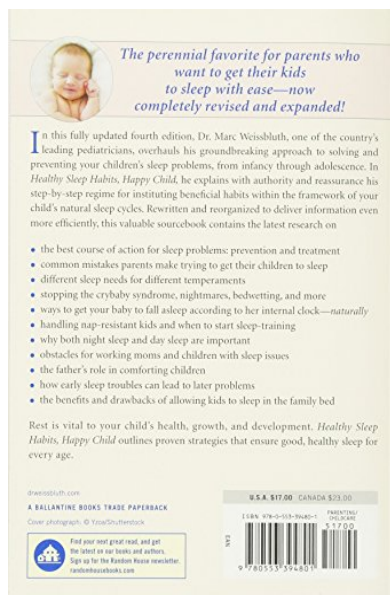 The perennial favorite for parents who
want to get their kids
to sleep with ease—now
completely revised and expanded!
In this fully updated fourth edition, Dr. Marc Weissbluth, one of the country's
leading pediatricians, overhauls his groundbreaking approach to solving and
preventing your children's sleep problems, from infancy through adolescence. In
Healthy Sleep Habits, Happy Child, he explains with authority and reassurance his
step-by-step regime for instituting beneficial habits within the framework of your
child's natural sleep cycles. Rewritten and reorganized to deliver information even
more efficiently, this valuable sourcebook contains the latest research on
• the best course of action for sleep problems: prevention and treatment
• common mistakes parents make trying to get their children to sleep
• different sleep needs for different temperaments
• stopping the crybaby syndrome, nightmares, bedwetting, and more
• ways to get your baby to fall asleep according to her internal clock—naturally
• handling nap-resistant kids and when to start sleep-training
• why both night sleep and day sleep are important
• obstacles for working moms and children with sleep issues
• the father's role in comforting children
• how early sleep troubles can lead to later problems
• the benefits and drawbacks of allowing kids to sleep in the family bed
Rest is vital to your child's health, growth, and development. Healthy Sleep
Habits, Happy Child outlines proven strategies that ensure good, healthy sleep for
every age.
drweissbluth.com
A BALLANTINE BOOKS TRADE PAPERBACK
Cover photograph: © Yzoa/Shutterstock
Find your next great read, and get
the latest on our books and authors.
Sign up for the Random House newsletter.
randomhousebooks.com
U.S.A. $17.00 CANADA $23.00
ISBN 978-0-553-39480-1
PARENTING/
CHILDCARE
51700
EAN
9 780553 394801